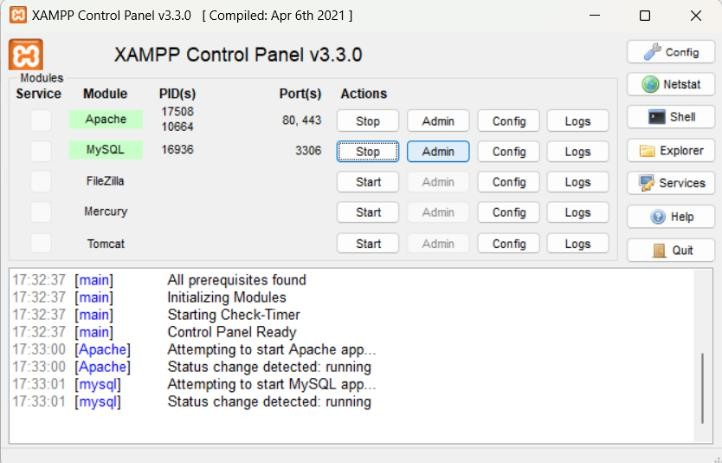 XAMPP Control Panel v3.3.0 [ Compiled: Apr 6th 2021 ]
XAMPP Control Panel v3.3.0
Config
Modules
Service Module PID(s) Port(s) Actions
Netstat
Apache 17508 10664 80, 443 Stop Admin Config Logs
Shell
MySQL 16936 3306 Stop Admin Config Logs
Explorer
FileZilla Start Admin Config Logs
Services
Mercury Start Admin Config Logs
Help
Tomcat Start Admin Config Logs
Quit
17:32:37 [main] All prerequisites found
17:32:37 [main] Initializing Modules
17:32:37 [main] Starting Check-Timer
17:32:37 [main] Control Panel Ready
17:33:00 [Apache] Attempting to start Apache app...
17:33:00 [Apache] Status change detected: running
17:33:01 [mysql] Attempting to start MySQL app...
17:33:01 [mysql] Status change detected: running